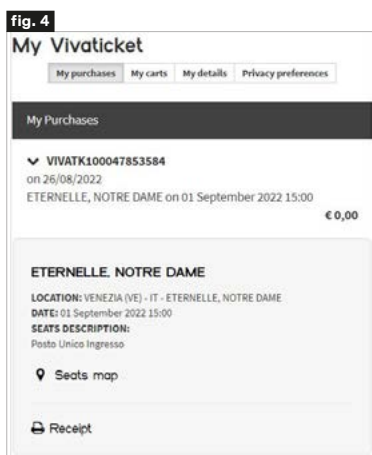 fig. 4
My Vivaticket
My purchases My carts My details Privacy preferences
My Purchases
VIVATK100047853584
on 26/08/2022
ETERNELLE, NOTRE DAME on 01 September 2022 15:00
€ 0,00
ETERNELLE, NOTRE DAME
LOCATION: VENEZIA (VE) - IT - ETERNELLE, NOTRE DAME
DATE: 01 September 2022 15:00
SEATS DESCRIPTION:
Posto Unico Ingresso
Seats map
Receipt